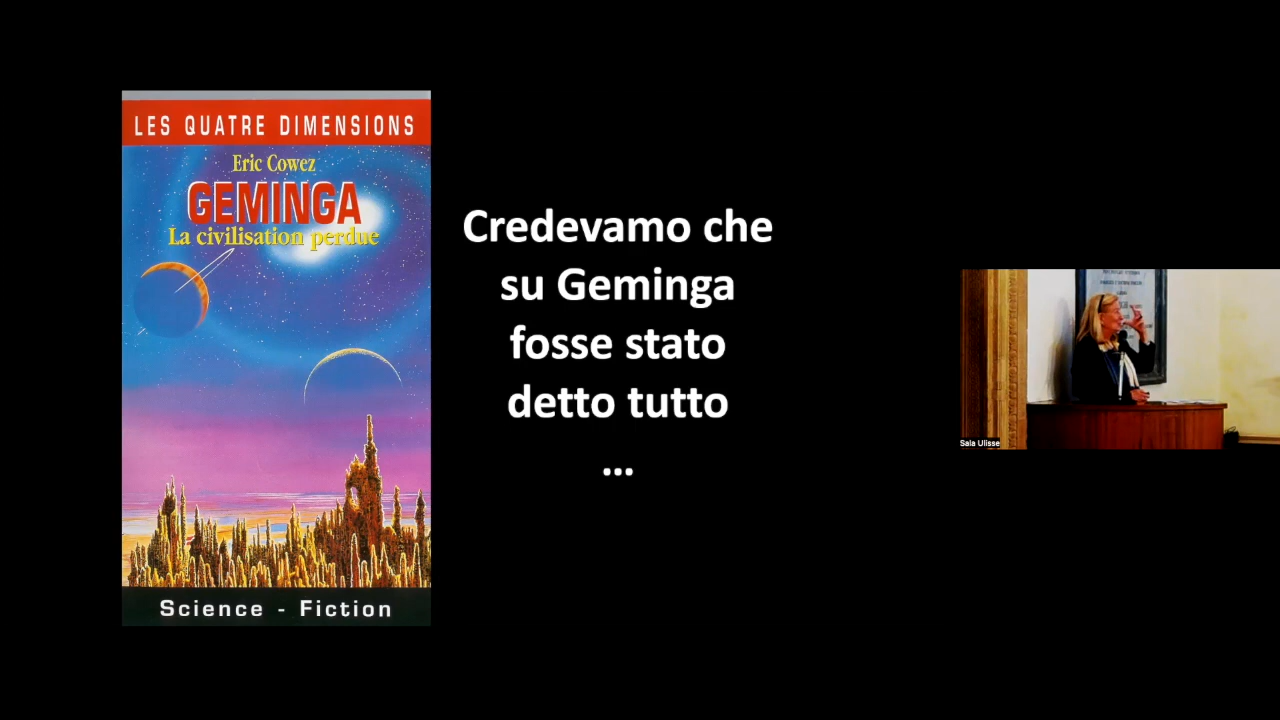 LES QUATRE DIMENSIONS
Eric Cowez
GEMINGA
La civilisation perdue
Science - Fiction
Credevamo che
su Geminga
fosse stato
detto tutto
...
Sala Ulisse